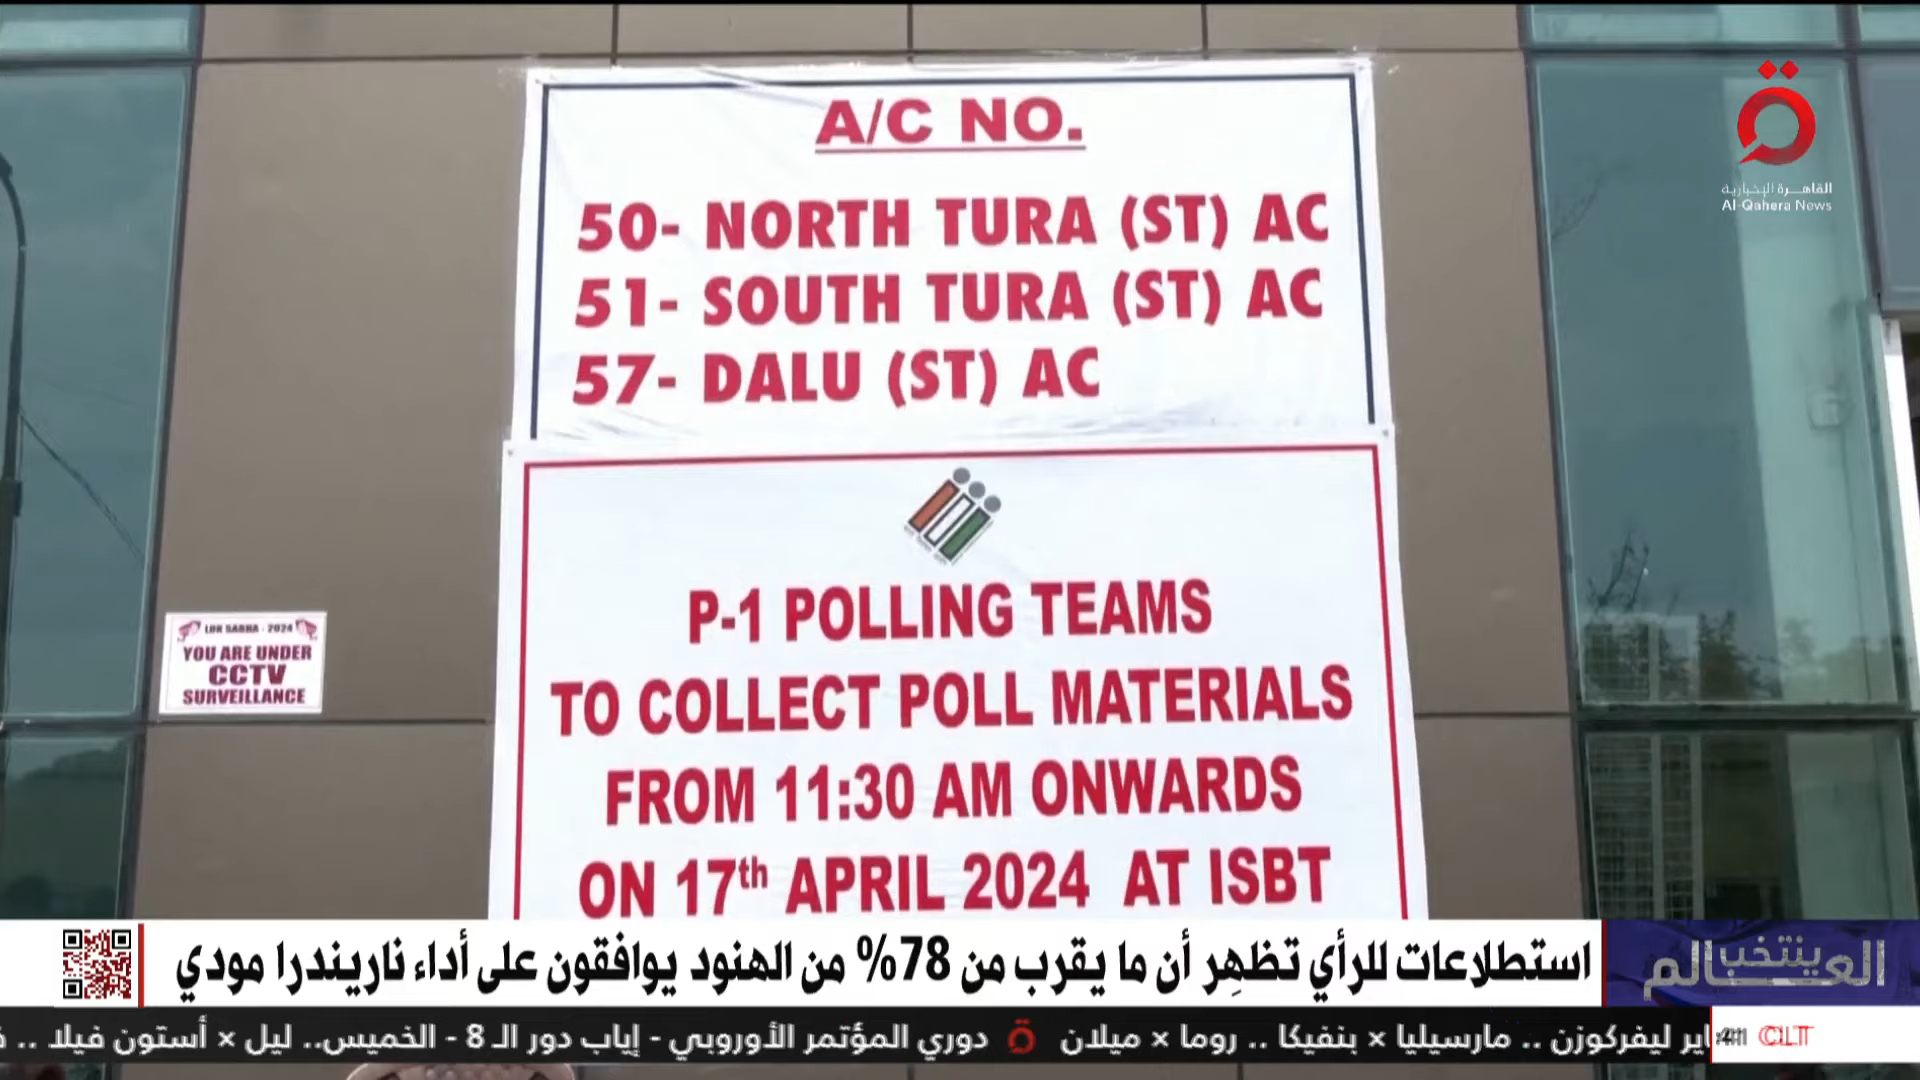 A/C NO.
50- NORTH TURA (ST) AC
51- SOUTH TURA (ST) AC
57- DALU (ST) AC
P-1 POLLING TEAMS
TO COLLECT POLL MATERIALS
FROM 11:30 AM ONWARDS
ON 17th APRIL 2024 AT ISBT
LOK SABHA - 2024
YOU ARE UNDER
CCTV
SURVEILLANCE
القاهرة الإخبارية
Al-Qahera News
العالم ينتخب
استطلاعات للرأي تظهِر أن ما يقرب من 78% من الهنود يوافقون على أداء ناريندرا مودي
اير ليفركوزن .. مارسيليا × بنفيكا .. روما × ميلان
دوري المؤتمر الأوروبي - إياب دور الـ 8 - الخميس.. ليل × أستون فيلا ..